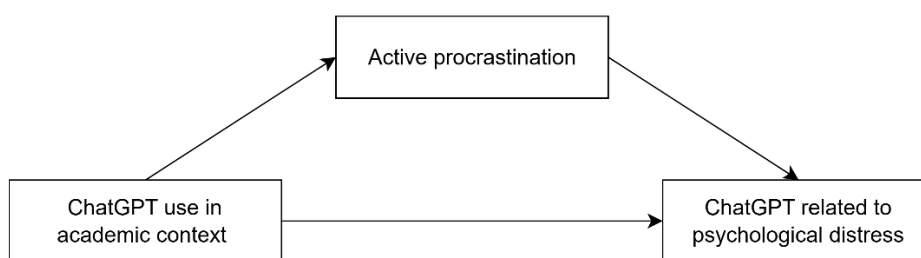 Active procrastination
ChatGPT use in
academic context
ChatGPT related to
psychological distress